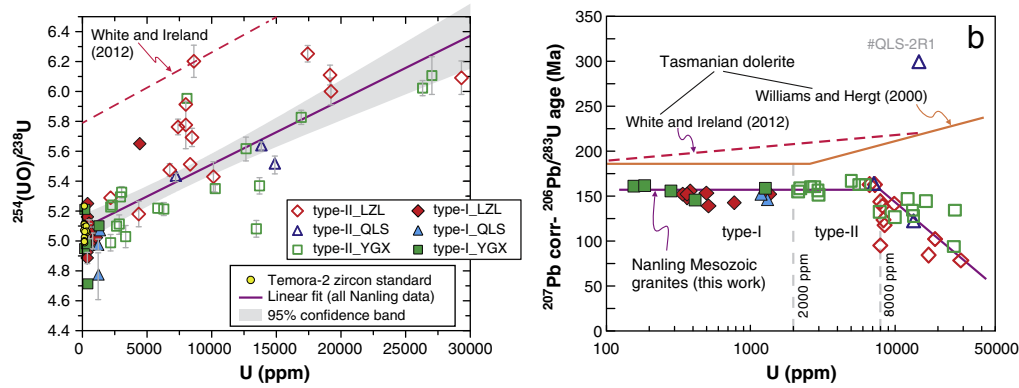 6.4
6.2
6.0
5.8
5.6
5.4
5.2
5.0
4.8
4.6
4.4
254(UO)/238U
0
5000
10000
15000
20000
25000
30000
U (ppm)
White and Ireland
(2012)
type-II_LZL
type-I_LZL
type-II_QLS
type-I_QLS
type-II_YGX
type-I_YGX
Temora-2 zircon standard
Linear fit (all Nanling data)
95% confidence band
350
300
250
200
150
100
50
0
207Pb corr- 206Pb/283U age (Ma)
100
1000
10000
U (ppm)
b
#QLS-2R1
Tasmanian dolerite
Williams and Hergt (2000)
White and Ireland (2012)
type-I
type-II
Nanling Mesozoic
granites (this work)
2000 ppm
8000 ppm